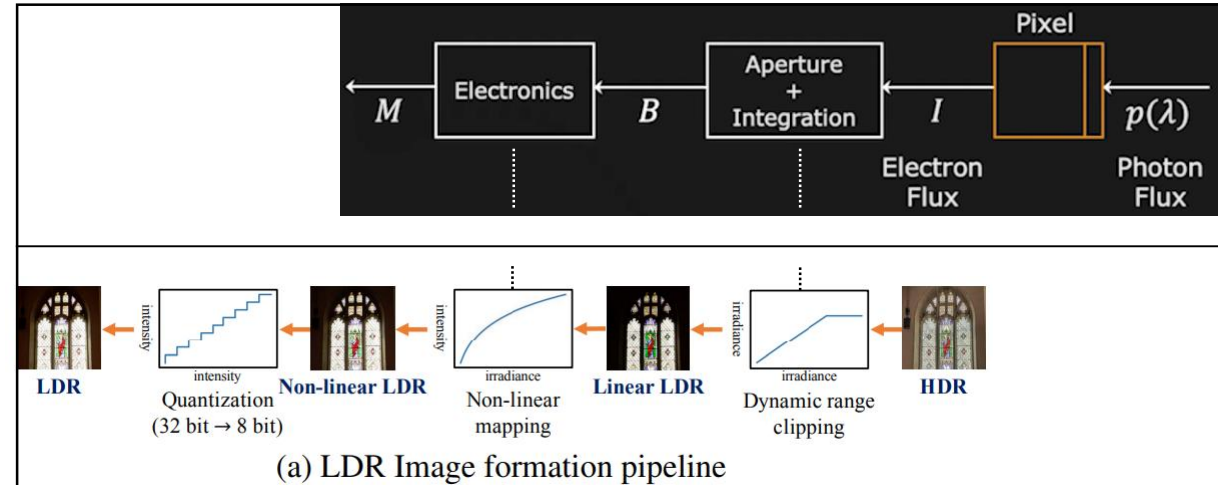 Pixel
Electronics
Aperture
+
Integration
M
B
I
p(λ)
Electron
Flux
Photon
Flux
intensity
intensity
irradiance
LDR
intensity
Non-linear LDR
irradiance
Linear LDR
irradiance
HDR
Quantization
(32 bit → 8 bit)
Non-linear
mapping
Dynamic range
clipping
(a) LDR Image formation pipeline